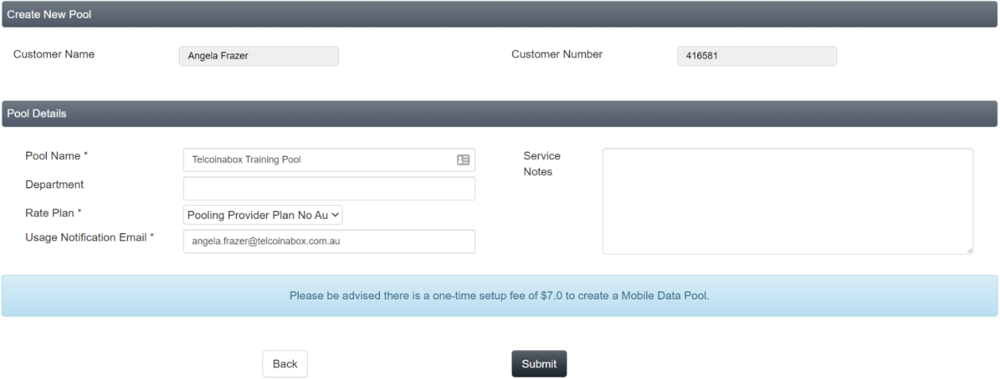 Create New Pool
Customer Name
Angela Frazer
Customer Number
416581
Pool Details
Pool Name *
Telcoinabox Training Pool
Department
Rate Plan *
Pooling Provider Plan No Au
Usage Notification Email *
angela.frazer@telcoinabox.com.au
Service
Notes
Please be advised there is a one-time setup fee of $7.0 to create a Mobile Data Pool.
Back
Submit